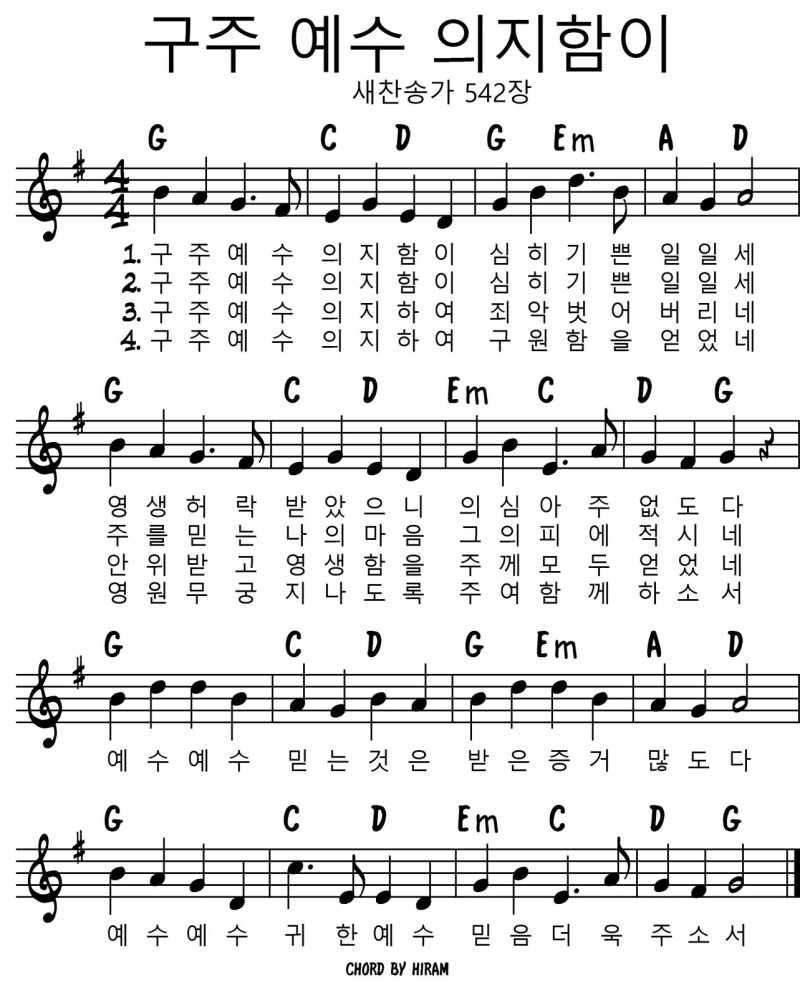 구주 예수 의지함이
새찬송가 542장
G C D G Em A D
4
4
1. 구 주 예 수 의 지 함 이 심 히 기 쁜 일 일 세
2. 구 주 예 수 의 지 함 이 심 히 기 쁜 일 일 세
3. 구 주 예 수 의 지 하 여 죄 악 벗 어 버 리 네
4. 구 주 예 수 의 지 하 여 구 원 함 을 얻 었 네
G C D Em C D G
영 생 허 락 받 았 으 니 의 심 아 주 없 도 다
주 를 믿 는 나 의 마 음 그 의 피 에 적 시 네
안 위 받 고 영 생 함 을 주 께 모 두 얻 었 네
영 원 무 궁 지 나 도 록 주 여 함 께 하 소 서
G C D G Em A D
예 수 예 수 믿 는 것 은 받 은 증 거 많 도 다
G C D Em C D G
예 수 예 수 귀 한 예 수 믿 음 더 욱 주 소 서
CHORD BY HIRAM